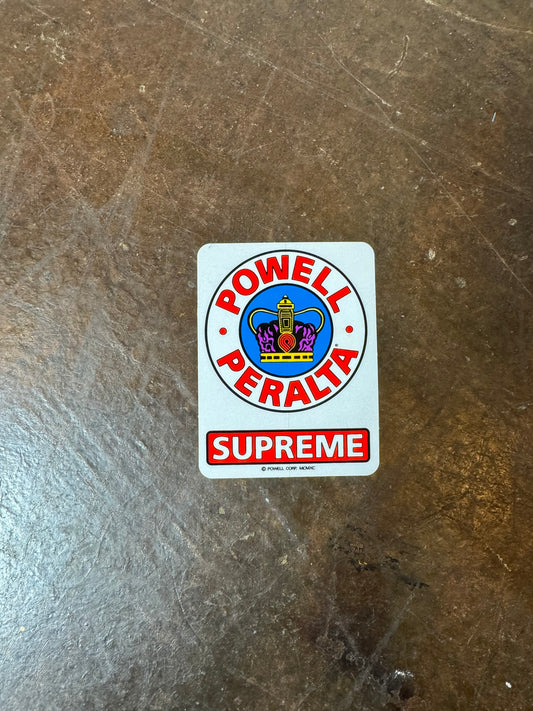 POWELL
PERALTA
®
SUPREME
© POWELL CORP. MCMXC